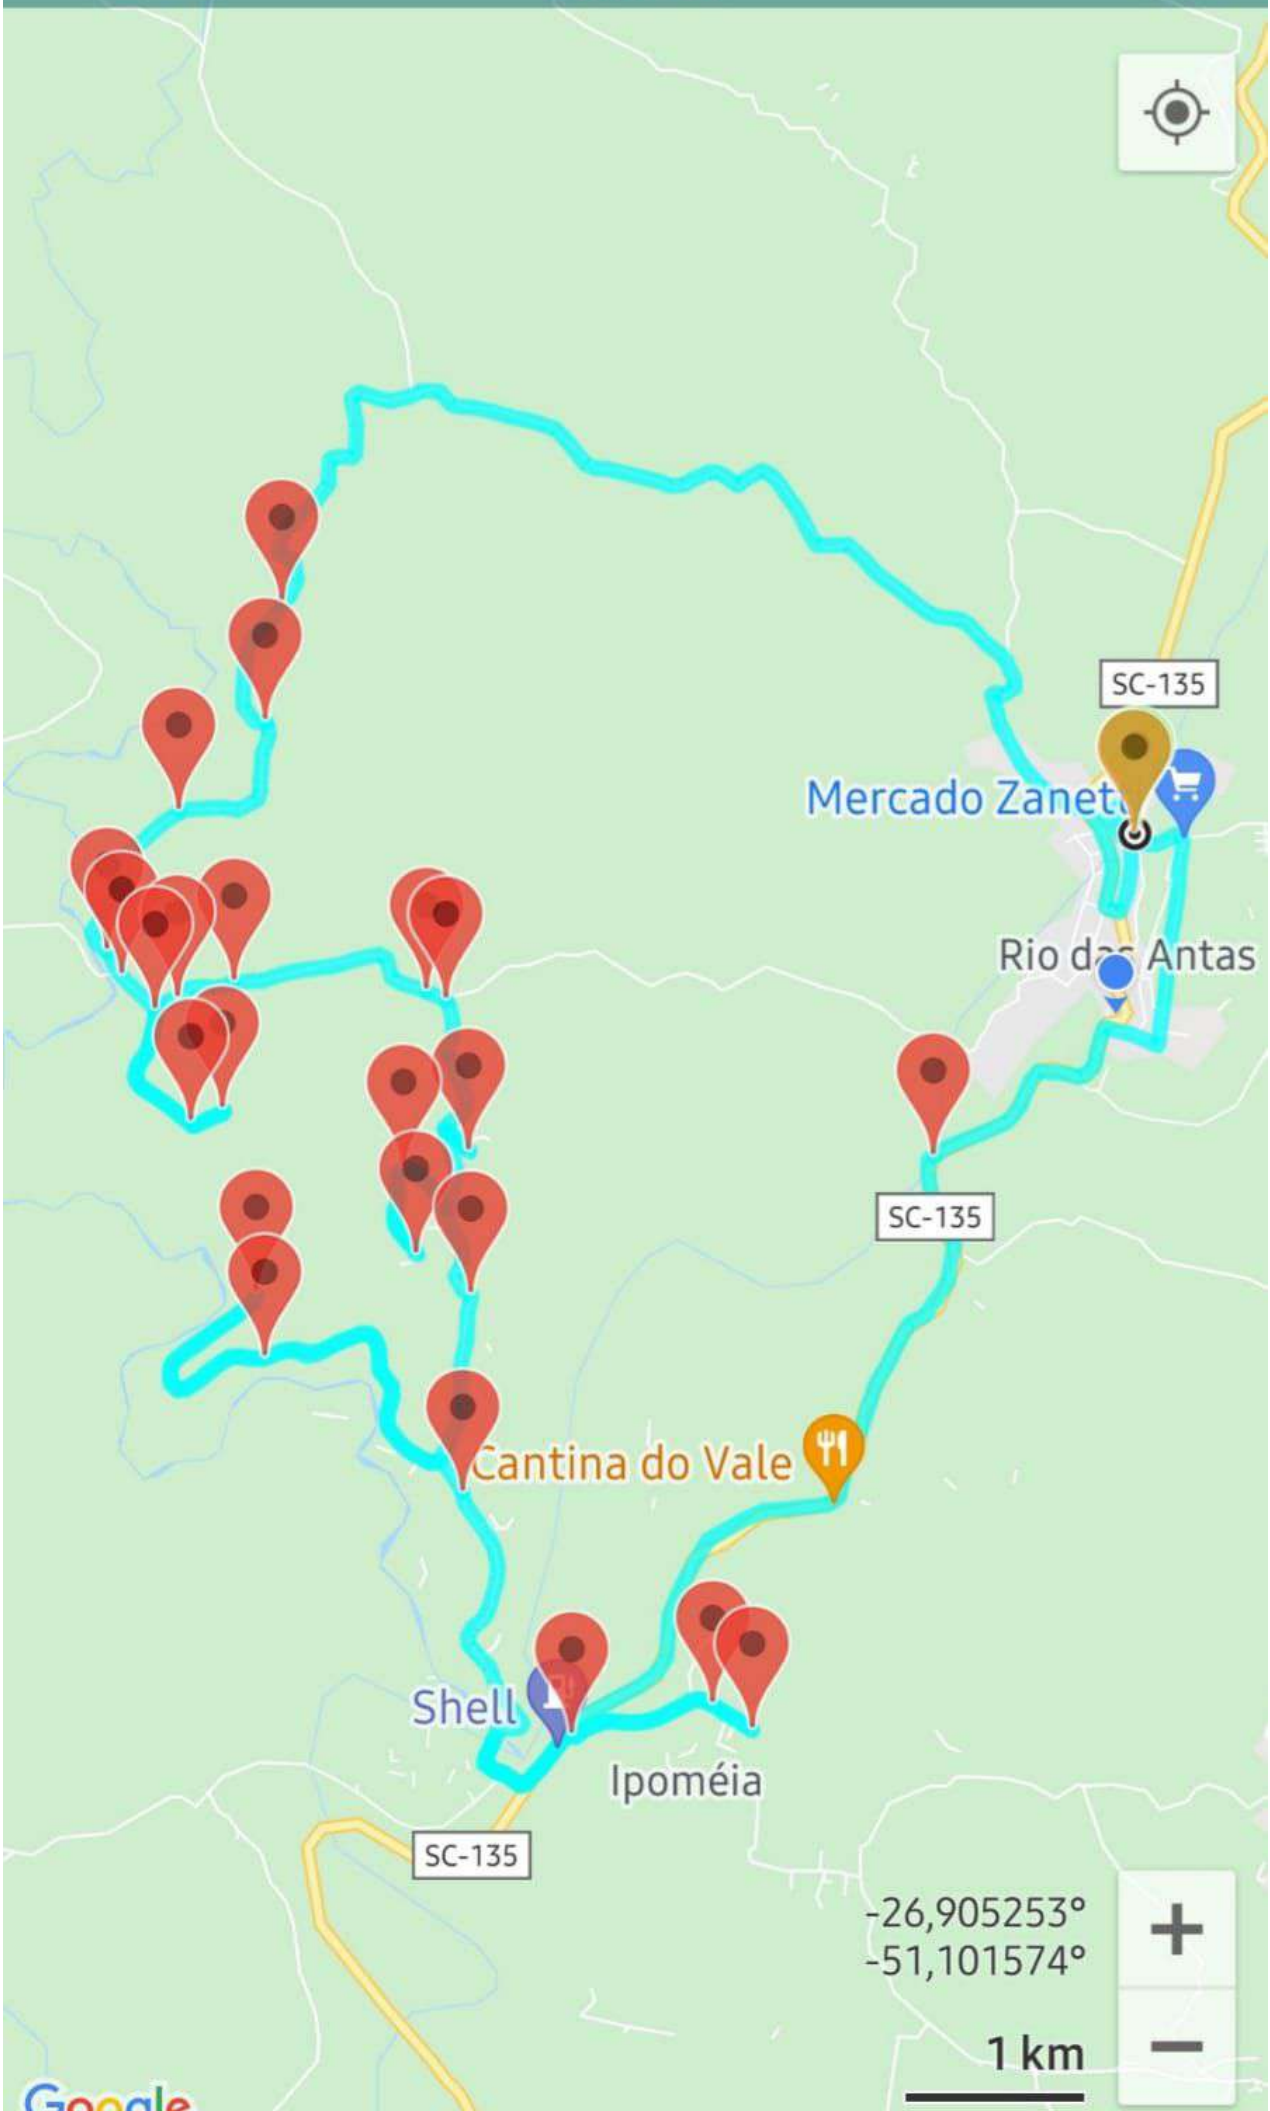 SC-135
Mercado Zanet
Rio das Antas
SC-135
Cantina do Vale
Shell
Ipoméia
SC-135
-26,905253°
-51,101574°
1 km
Google